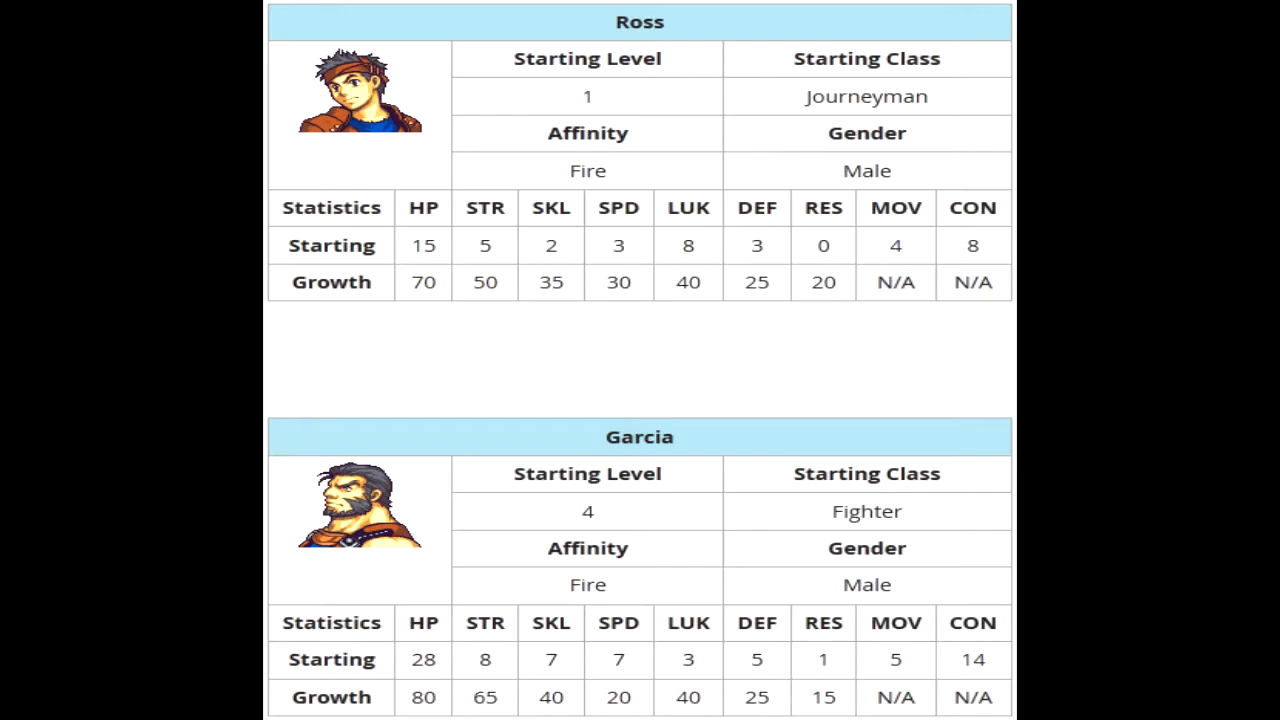 Ross
Starting Level Starting Class
1 Journeyman
Affinity Gender
Fire Male
Statistics HP STR SKL SPD LUK DEF RES MOV CON
Starting 15 5 2 3 8 3 0 4 8
Growth 70 50 35 30 40 25 20 N/A N/A
Garcia
Starting Level Starting Class
4 Fighter
Affinity Gender
Fire Male
Statistics HP STR SKL SPD LUK DEF RES MOV CON
Starting 28 8 7 7 3 5 1 5 14
Growth 80 65 40 20 40 25 15 N/A N/A